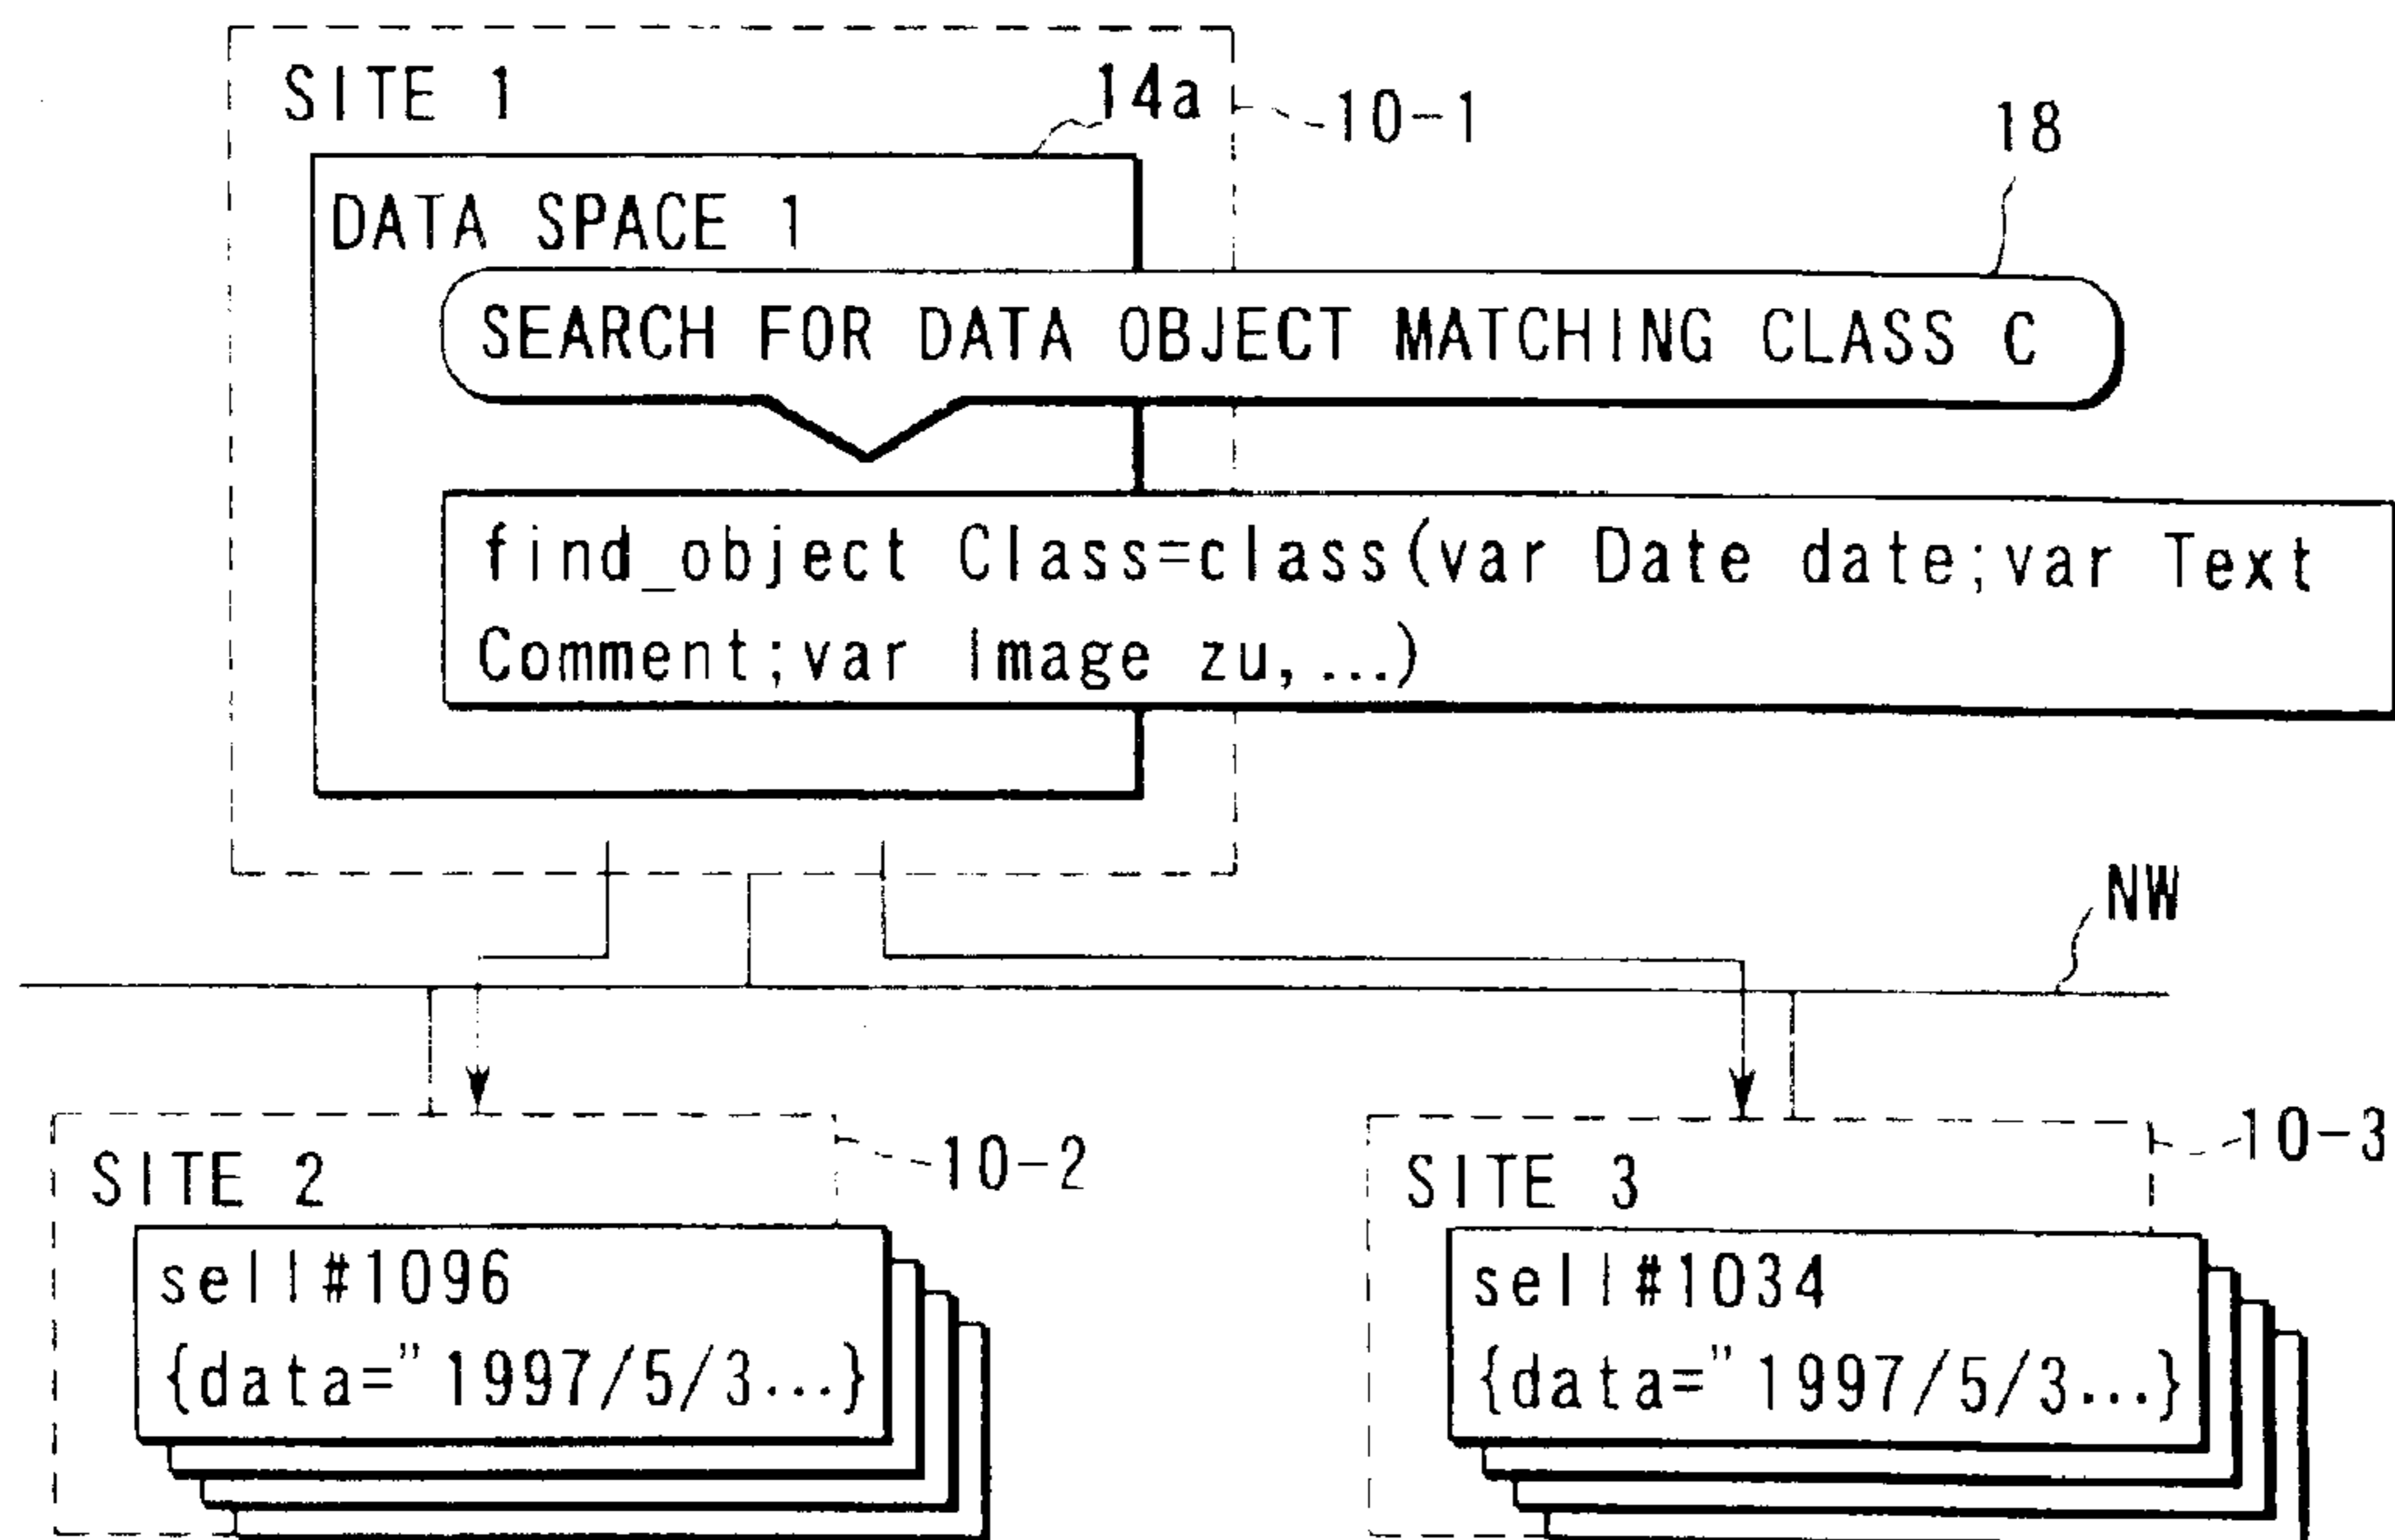 SITE 1
14a
10-1
18
DATA SPACE 1
SEARCH FOR DATA OBJECT MATCHING CLASS C
find_object Class=class(var Date date;var Text
Comment;var Image zu,...)
NW
SITE 2
10-2
SITE 3
10-3
sell#1096
{data="1997/5/3...}
sell#1034
{data="1997/5/3...}